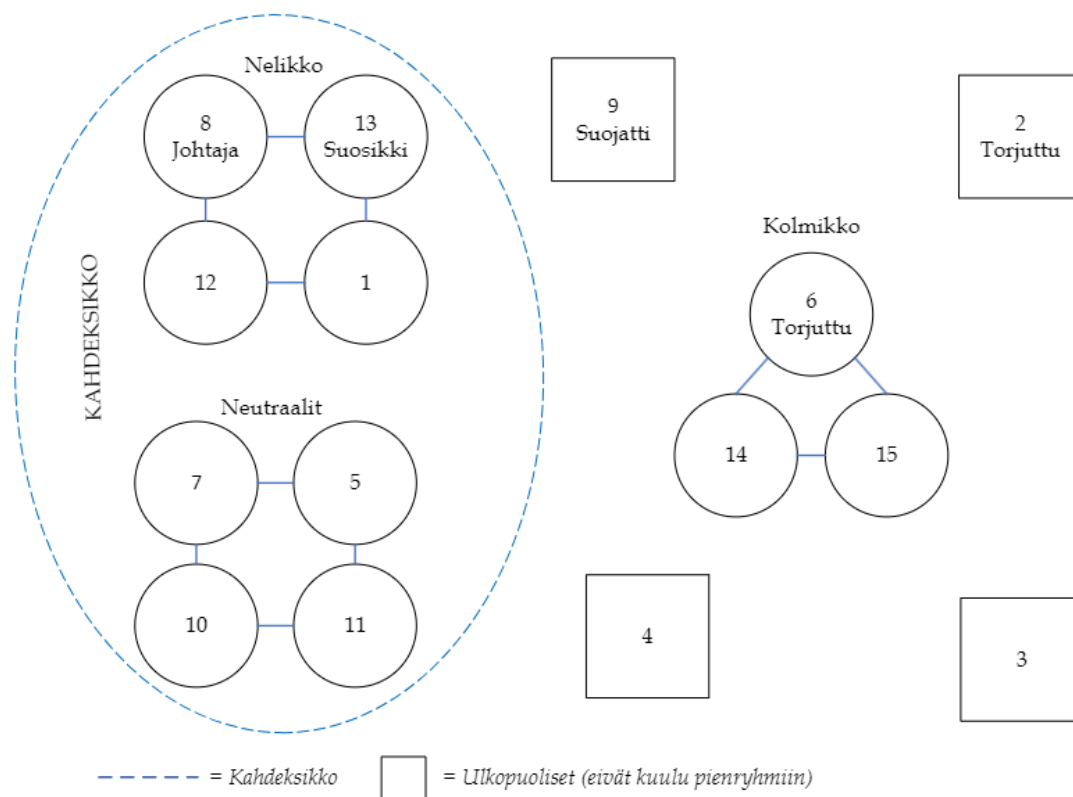 Nelikko
8
Johtaja
13
Suosikki
12
1
KAHDEKSIKKO
Neutraalit
7
5
10
11
9
Suojatti
2
Torjuttu
Kolmikko
6
Torjuttu
14
15
4
3
= Kahdeksikko
= Ulkopuoliset (eivät kuulu pienryhmiin)